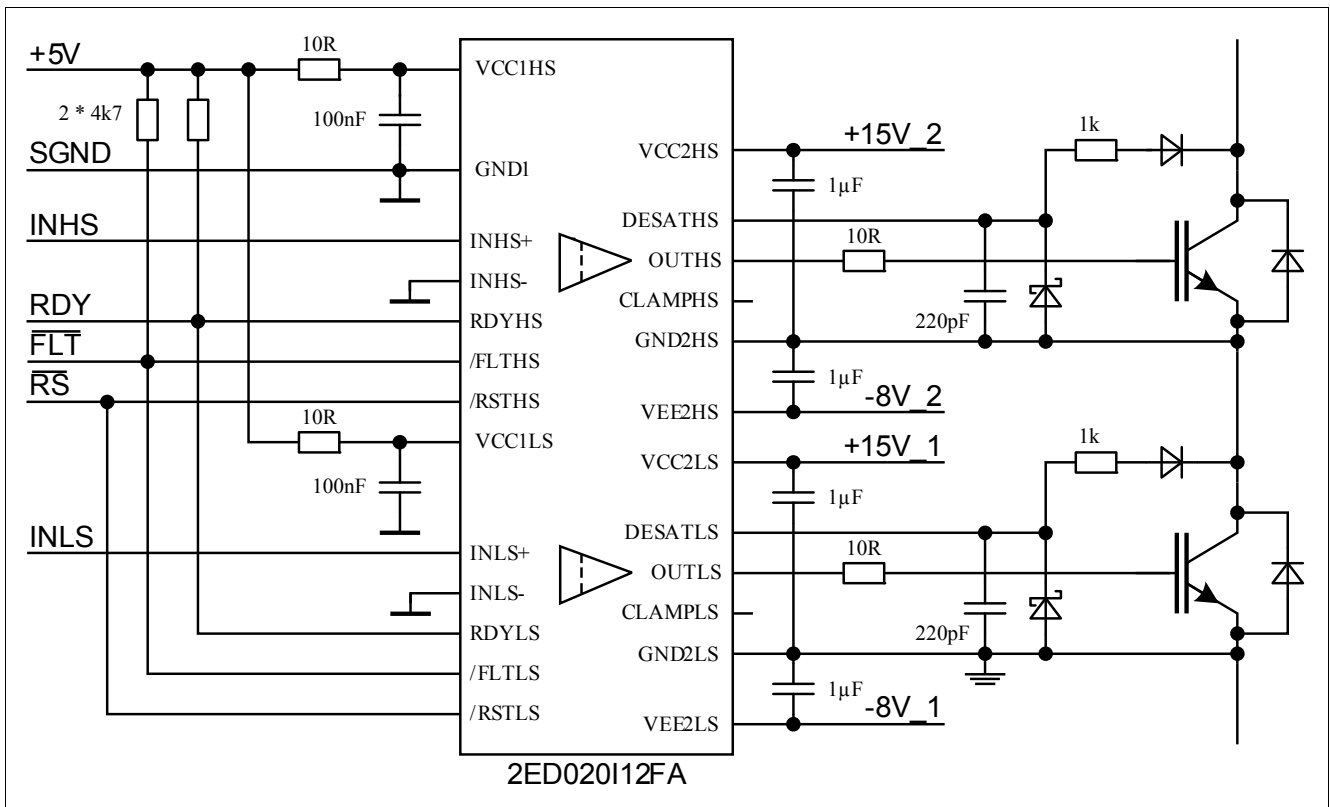 +5V
10R
VCC1HS
2 * 4k7
100nF
SGND
GND1
INHS
INHS+
INHS-
RDY
RDYHS
FLT
/FLTHS
RS
/RSTHS
10R
VCC1LS
100nF
INLS
INLS+
INLS-
RDYLS
/FLTLS
/RSTLS
VCC2HS
+15V_2
1k
1µF
DESATHS
10R
OUTHS
CLAMPHS
220pF
GND2HS
1µF
-8V_2
VEE2HS
+15V_1
1k
VCC2LS
1µF
DESATLS
10R
OUTLS
CLAMPLS
220pF
GND2LS
1µF
-8V_1
VEE2LS
2ED020I12FA